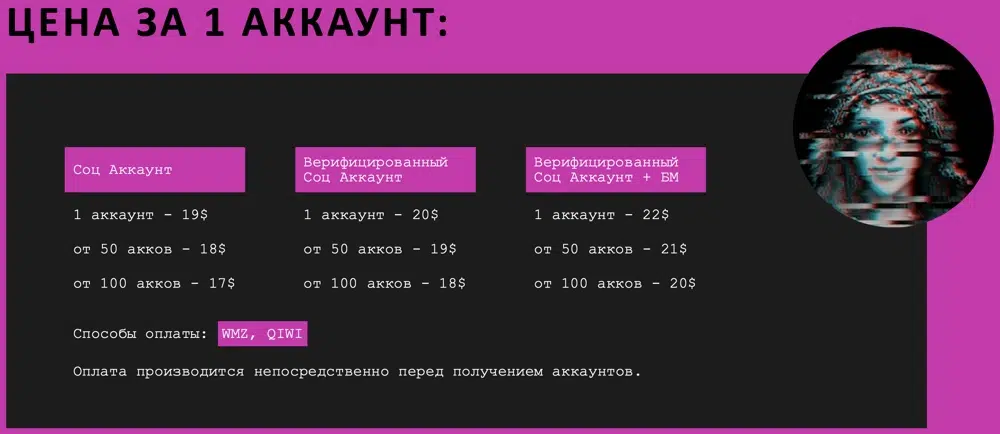 ЦЕНА ЗА 1 АККАУНТ:
Соц Аккаунт
1 аккаунт - 19$
от 50 акков - 18$
от 100 акков - 17$
Верифицированный
Соц Аккаунт
1 аккаунт - 20$
от 50 акков - 19$
от 100 акков - 18$
Верифицированный
Соц Аккаунт + БМ
1 аккаунт - 22$
от 50 акков - 21$
от 100 акков - 20$
Способы оплаты: WMZ, QIWI
Оплата производится непосредственно перед получением аккаунтов.